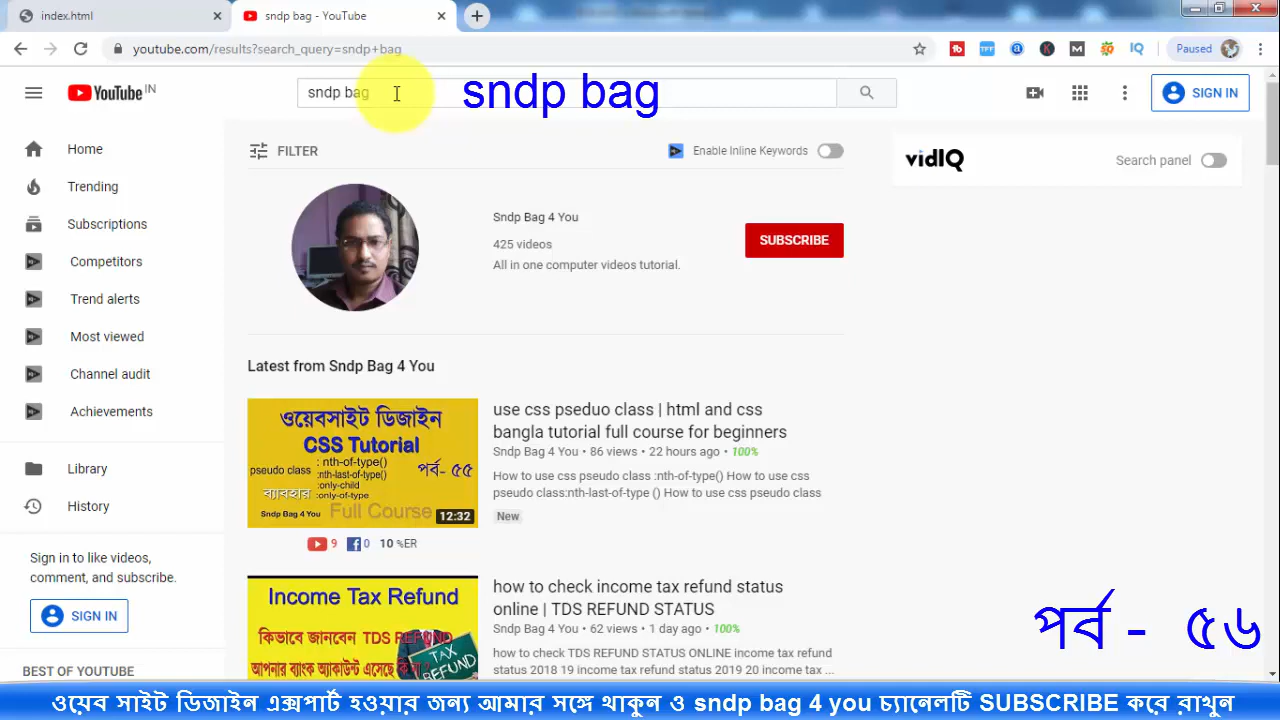 index.html
sndp bag - YouTube
youtube.com/results?search_query=sndp+bag
Paused
YouTube IN
sndp bag
sndp bag
SIGN IN
Home
Trending
Subscriptions
Competitors
Trend alerts
Most viewed
Channel audit
Achievements
Library
History
Sign in to like videos,
comment, and subscribe.
SIGN IN
BEST OF YOUTUBE
FILTER
Enable Inline Keywords
vidIQ
Search panel
Sndp Bag 4 You
425 videos
All in one computer videos tutorial.
SUBSCRIBE
Latest from Sndp Bag 4 You
ওয়েবসাইট ডিজাইন
CSS Tutorial
pseudo class : nth-of-type()
:nth-last-of-type()
:only-child
ব্যাবহার :only-of-type
পর্ব- ৫৫
Sndp Bag 4 You Full Course
12:32
use css pseduo class | html and css
bangla tutorial full course for beginners
Sndp Bag 4 You • 86 views • 22 hours ago • 100%
How to use css pseudo class :nth-of-type() How to use css
pseudo class:nth-last-of-type () How to use css pseudo class
New
9 0 10 %ER
Income Tax Refund
কিভাবে জানবেন TDS REFUND
আপনার ব্যাংক অ্যাকাউন্ট এসেছে কি না
TAX
REFUND
how to check income tax refund status
online | TDS REFUND STATUS
Sndp Bag 4 You • 62 views • 1 day ago • 100%
how to check TDS REFUND STATUS ONLINE income tax refund
status 2018 19 income tax refund status 2019 20 income tax ...
পর্ব - ৫৬
ওয়েব সাইট ডিজাইন এক্সপার্ট হওয়ার জন্য আমার সঙ্গে থাকুন ও sndp bag 4 you চ্যানেলটি SUBSCRIBE করে রাখুন